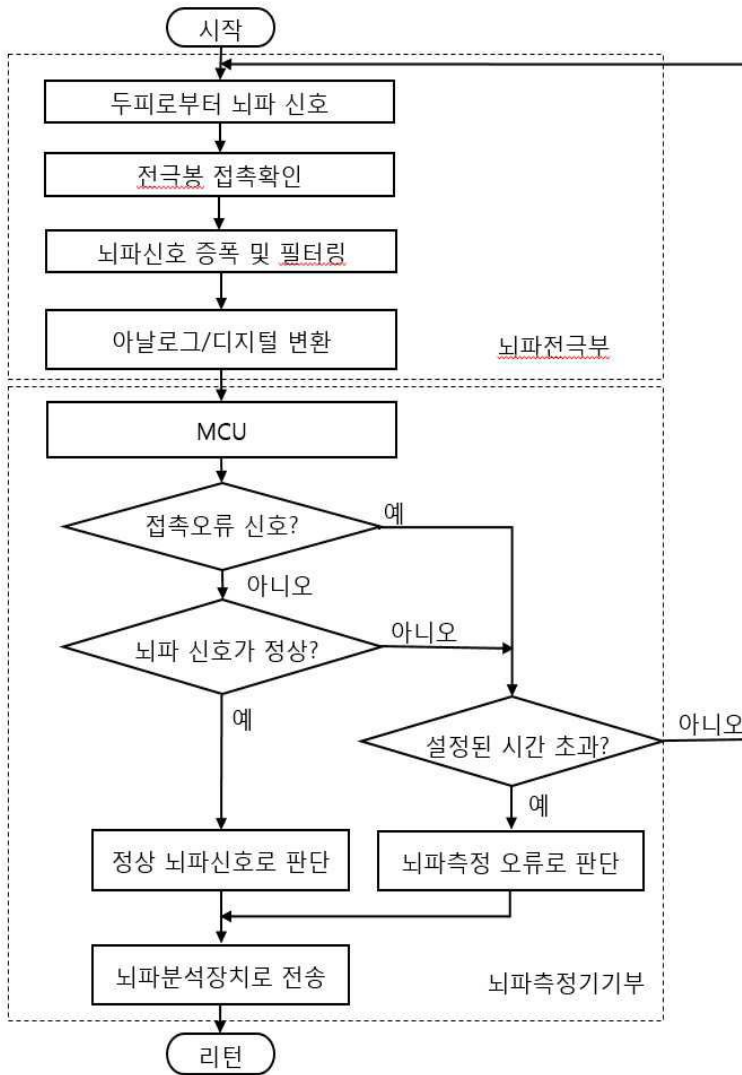 시작
두피로부터 뇌파 신호
전극봉 접촉확인
뇌파신호 증폭 및 필터링
아날로그/디지털 변환
뇌파전극부
MCU
접촉오류 신호?
예
아니오
뇌파 신호가 정상?
아니오
예
설정된 시간 초과?
아니오
예
정상 뇌파신호로 판단
뇌파측정 오류로 판단
뇌파분석장치로 전송
뇌파측정기기부
리턴